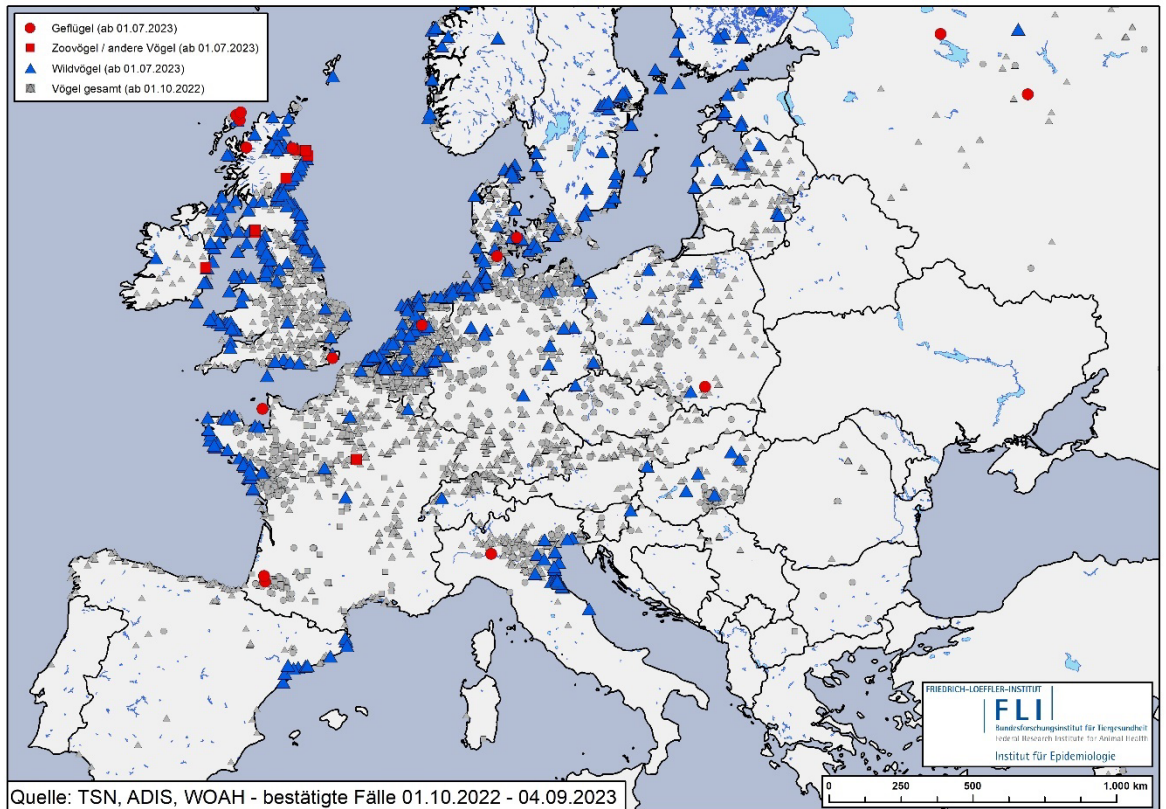 Geflügel (ab 01.07.2023)
Zoovögel / andere Vögel (ab 01.07.2023)
Wildvögel (ab 01.07.2023)
Vögel gesamt (ab 01.10.2022)
FRIEDRICH-LOEFFLER-INSTITUT
FLI
Bundesforschungsinstitut für Tiergesundheit
Federal Research Institute for Animal Health
Institut für Epidemiologie
Quelle: TSN, ADIS, WOAH - bestätigte Fälle 01.10.2022 - 04.09.2023
0 250 500 1.000 km